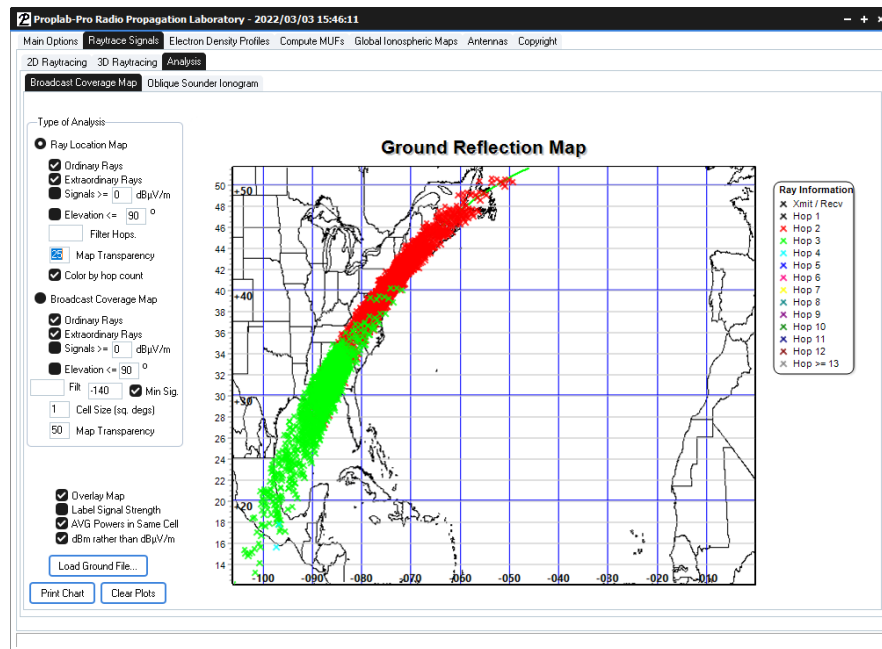 Proplab-Pro Radio Propagation Laboratory - 2022/03/03 15:46:11
Main Options Raytrace Signals Electron Density Profiles Compute MUFs Global Ionospheric Maps Antennas Copyright
2D Raytracing 3D Raytracing Analysis
Broadcast Coverage Map Oblique Sounder Ionogram
Type of Analysis
Ray Location Map
Ordinary Rays
Extraordinary Rays
Signals >= 0 dBµV/m
Elevation <= 90 º
Filter Hops.
25 Map Transparency
Color by hop count
Broadcast Coverage Map
Ordinary Rays
Extraordinary Rays
Signals >= 0 dBµV/m
Elevation <= 90 º
Filt -140 Min Sig.
1 Cell Size (sq. degs)
50 Map Transparency
Overlay Map
Label Signal Strength
AVG Powers in Same Cell
dBm rather than dBµV/m
Load Ground File...
Print Chart Clear Plots
Ground Reflection Map
50
48
46
44
42
40
38
36
34
32
30
28
26
24
22
20
18
16
14
+50
+40
+30
+20
-100 -090 -080 -070 -060 -050 -040 -030 -020 -010
Ray Information
Xmit / Recv
Hop 1
Hop 2
Hop 3
Hop 4
Hop 5
Hop 6
Hop 7
Hop 8
Hop 9
Hop 10
Hop 11
Hop 12
Hop >= 13